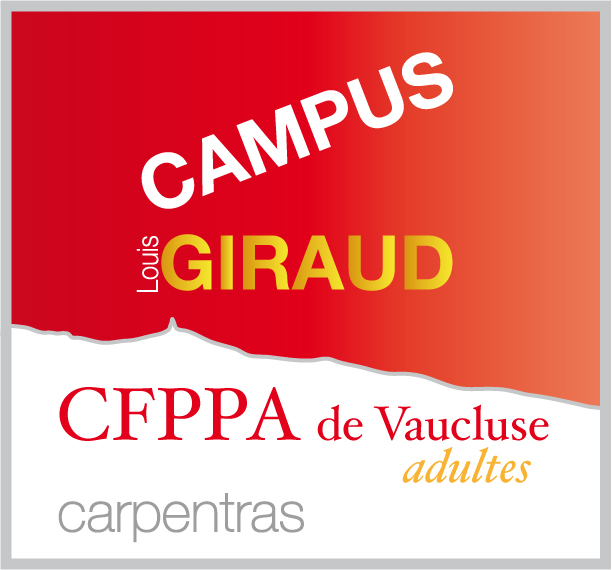 CAMPUS
Louis GIRAUD
CFPPA de Vaucluse
adultes
carpentras